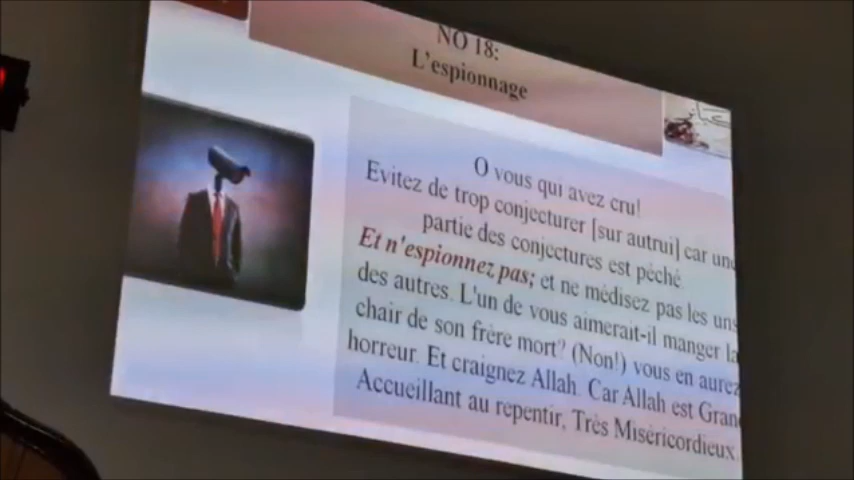 NO 18:
L'espionnage
O vous qui avez cru!
Evitez de trop conjecturer [sur autrui] car une
partie des conjectures est péché.
Et n'espionnez pas; et ne médisez pas les uns
des autres. L'un de vous aimerait-il manger la
chair de son frère mort? (Non!) vous en aurez
horreur. Et craignez Allah. Car Allah est Grand
Accueillant au repentir, Très Miséricordieux.